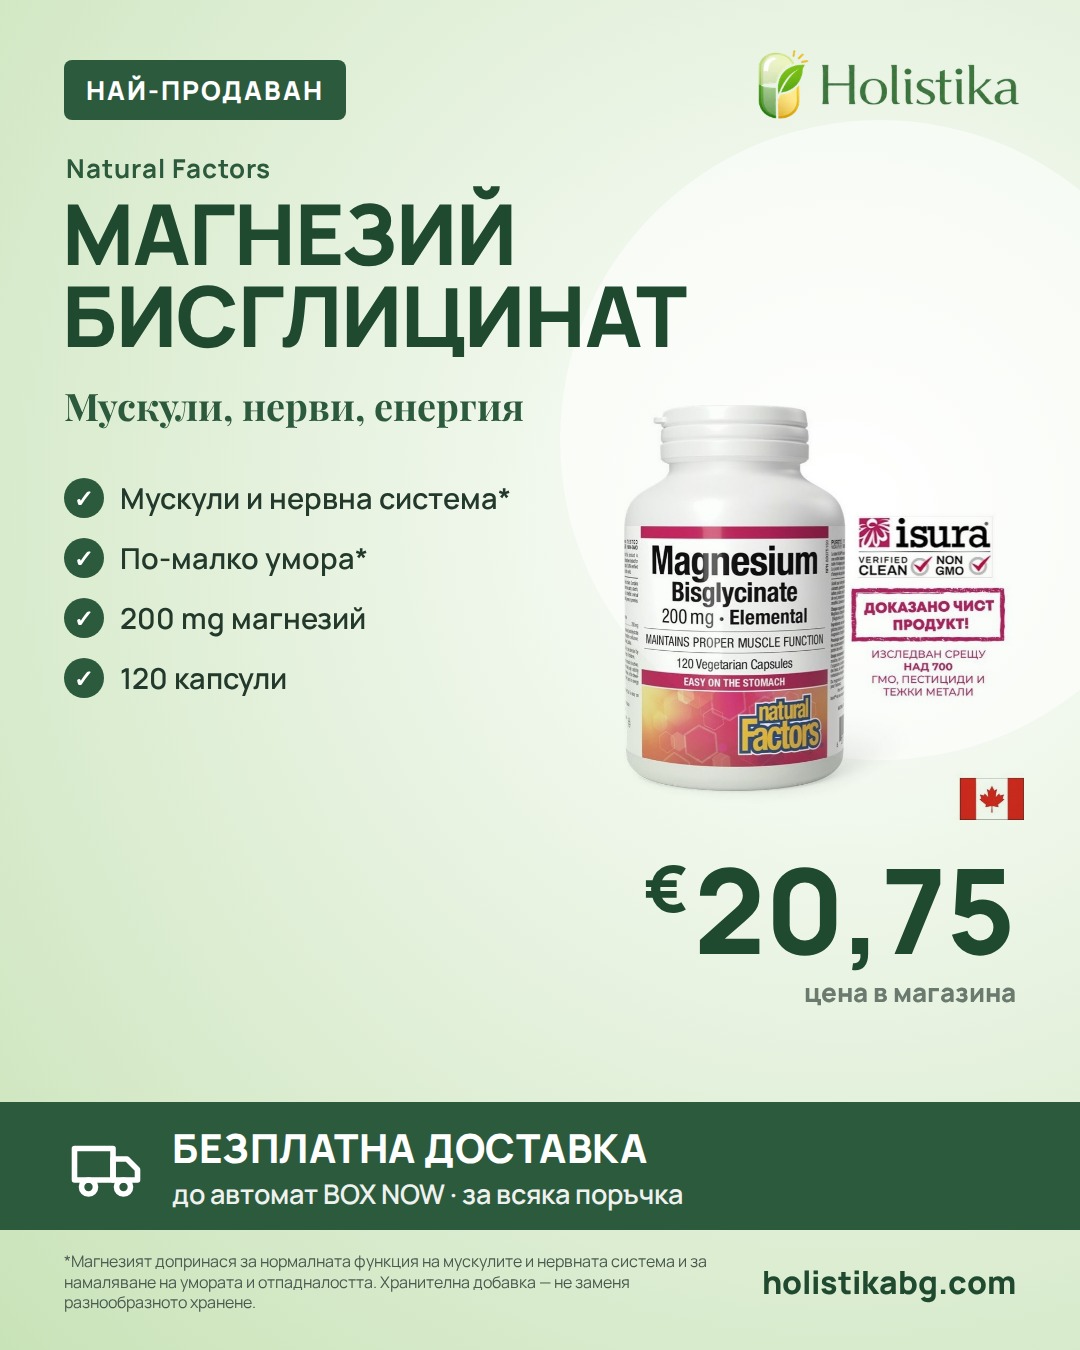 НАЙ-ПРОДАВАН
Holistika
Natural Factors
МАГНЕЗИЙ
БИСГЛИЦИНАТ
Мускули, нерви, енергия
✓ Мускули и нервна система*
✓ По-малко умора*
✓ 200 mg магнезий
✓ 120 капсули
Magnesium
Bisglycinate
200 mg • Elemental
MAINTAINS PROPER MUSCLE FUNCTION
120 Vegetarian Capsules
EASY ON THE STOMACH
natural
Factors
isura
VERIFIED CLEAN NON GMO
ДОКАЗАНО ЧИСТ
ПРОДУКТ!
ИЗСЛЕДВАН СРЕЩУ
НАД 700
ГМО, ПЕСТИЦИДИ И
ТЕЖКИ МЕТАЛИ
€20,75
цена в магазина
БЕЗПЛАТНА ДОСТАВКА
до автомат BOX NOW · за всяка поръчка
*Магнезият допринася за нормалната функция на мускулите и нервната система и за
намаляване на умората и отпадналостта. Хранителна добавка — не заменя
разнообразното хранене.
holistikabg.com